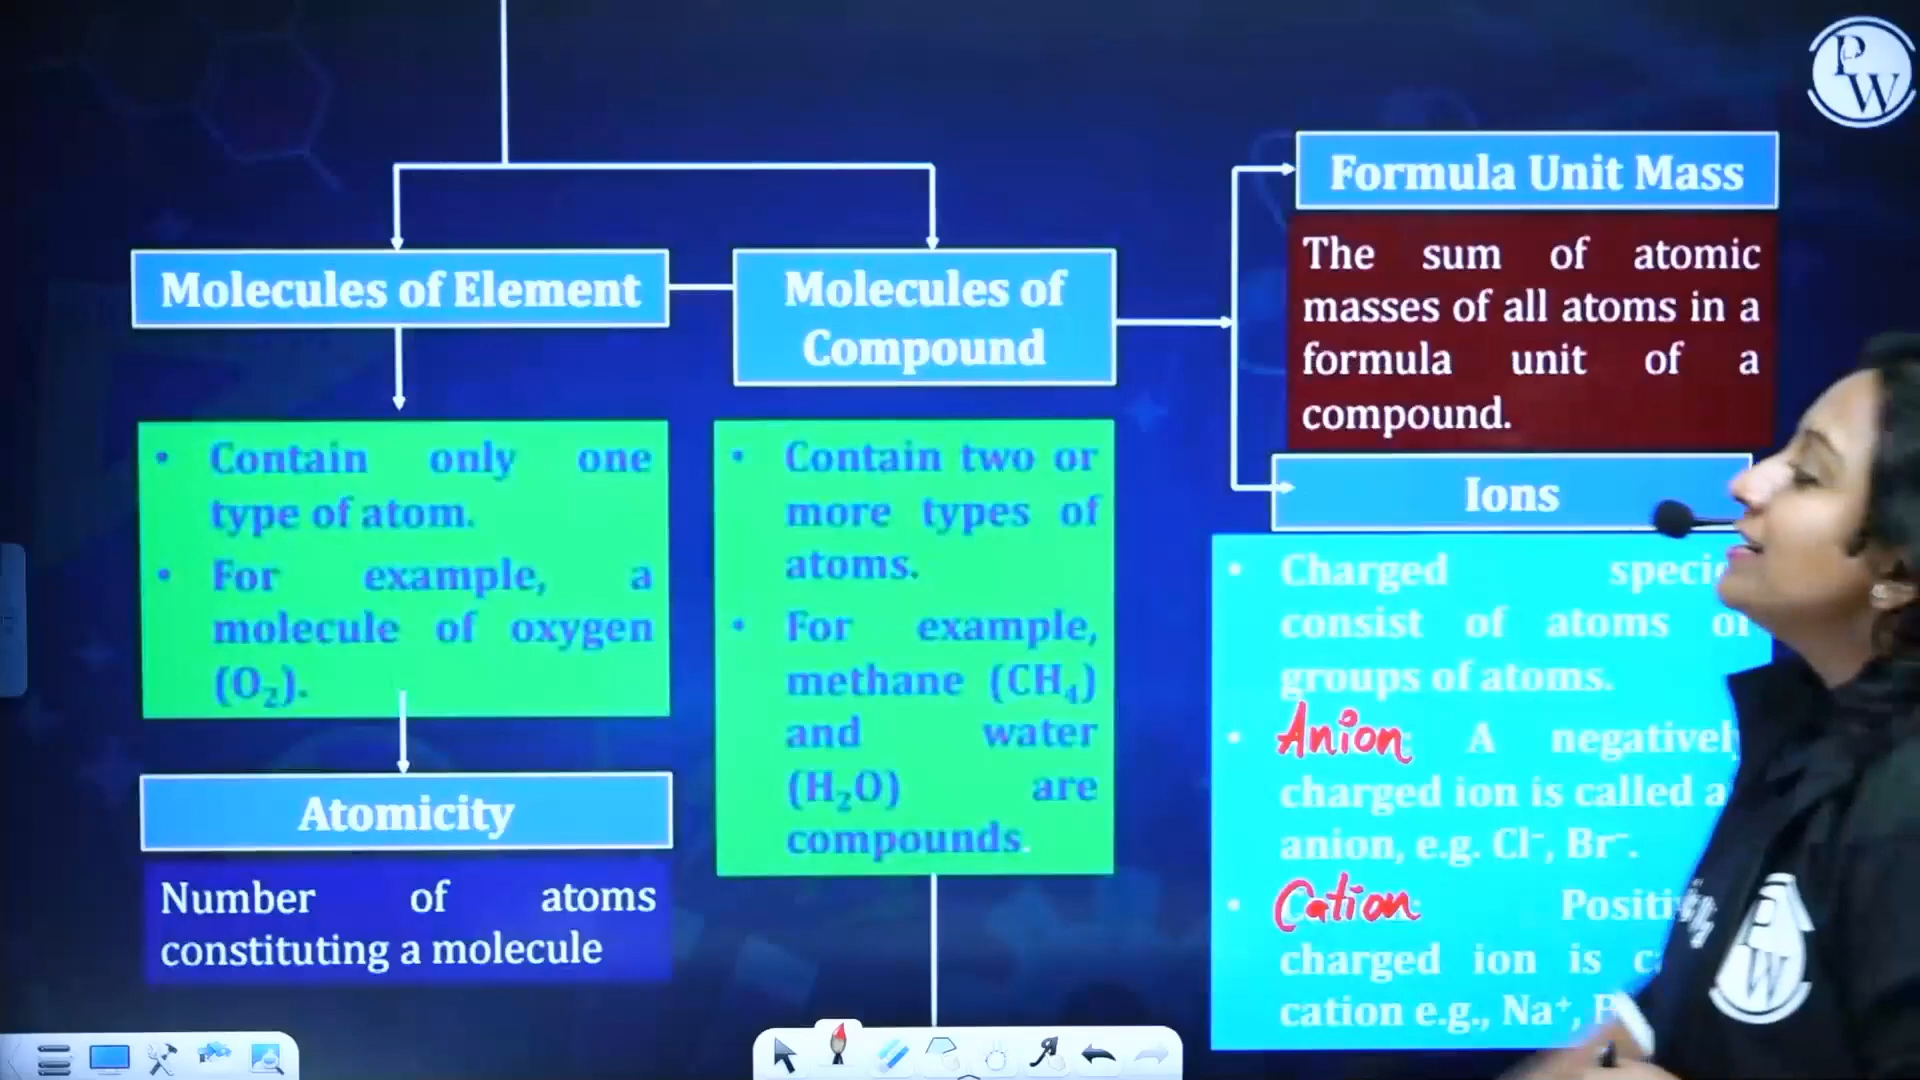 PW
Formula Unit Mass
The sum of atomic
masses of all atoms in a
formula unit of a
compound.
Molecules of Element
Molecules of
Compound
• Contain only one
type of atom.
• For example, a
molecule of oxygen
(O₂).
Atomicity
Number of atoms
constituting a molecule
• Contain two or
more types of
atoms.
• For example,
methane (CH₄)
and water
(H₂O) are
compounds.
Ions
• Charged
consist of atoms or
groups of atoms.
• Anion: A
charged ion is called
anion, e.g. Cl⁻, Br⁻.
• Cation:
charged ion is
cation e.g., Na⁺,
PW